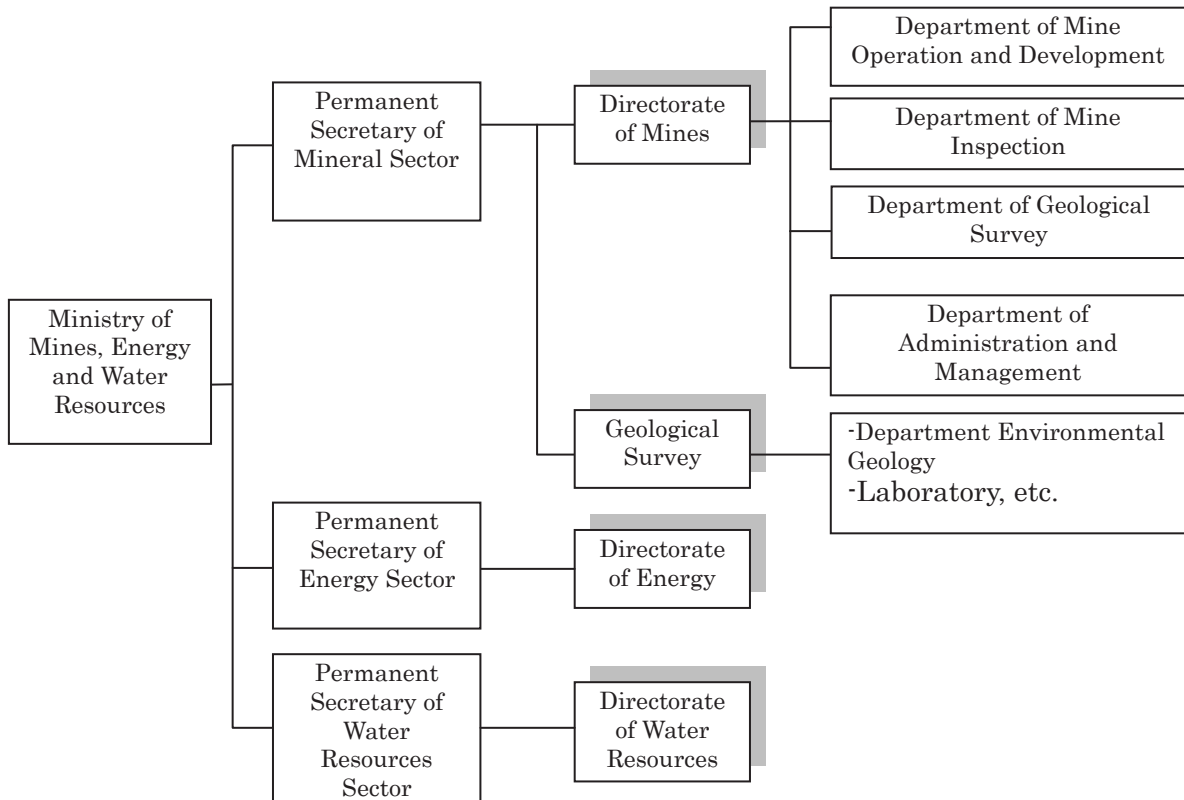 Ministry of
Mines, Energy
and Water
Resources
Permanent
Secretary of
Mineral Sector
Directorate
of Mines
Department of Mine
Operation and Development
Department of Mine
Inspection
Department of Geological
Survey
Department of
Administration and
Management
Geological
Survey
-Department Environmental
Geology
-Laboratory, etc.
Permanent
Secretary of
Energy Sector
Directorate
of Energy
Permanent
Secretary of
Water
Resources
Sector
Directorate
of Water
Resources